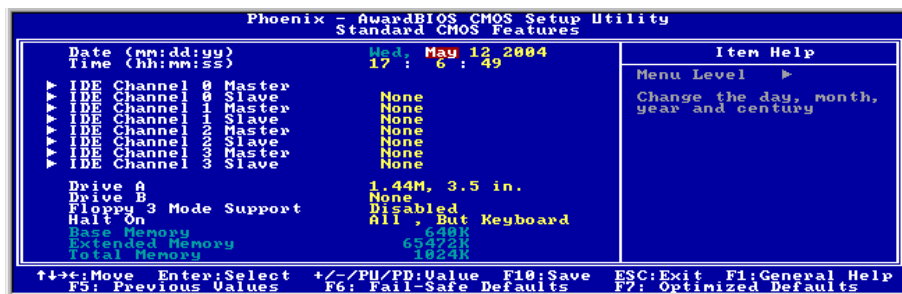 Phoenix - AwardBIOS CMOS Setup Utility
Standard CMOS Features
Date (mm:dd:yy) Wed, May 12 2004
Time (hh:mm:ss) 17 : 6 : 49
► IDE Channel 0 Master
► IDE Channel 0 Slave None
► IDE Channel 1 Master None
► IDE Channel 1 Slave None
► IDE Channel 2 Master None
► IDE Channel 2 Slave None
► IDE Channel 3 Master None
► IDE Channel 3 Slave None
Drive A 1.44M, 3.5 in.
Drive B None
Floppy 3 Mode Support Disabled
Halt On All , But Keyboard
Base Memory 640K
Extended Memory 65472K
Total Memory 1024K
Item Help
Menu Level ►
Change the day, month,
year and century
↑↓→←:Move Enter:Select +/-/PU/PD:Value F10:Save ESC:Exit F1:General Help
F5: Previous Values F6: Fail-Safe Defaults F7: Optimized Defaults